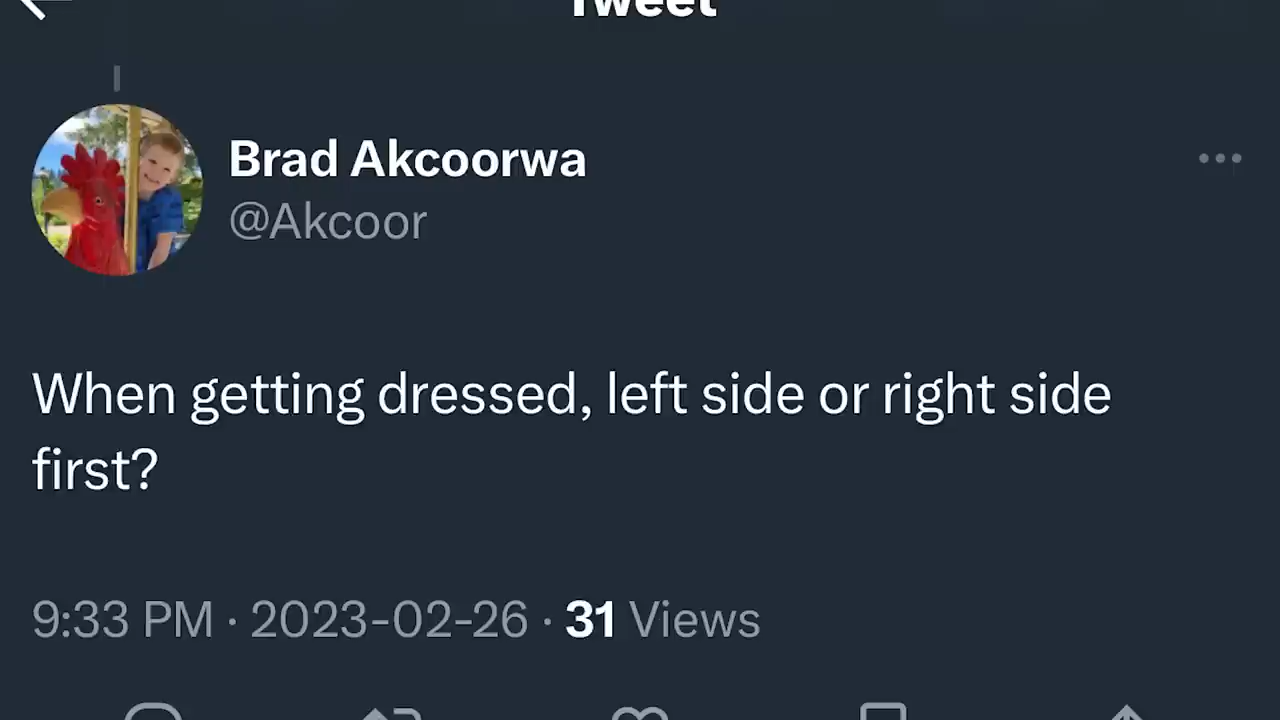 Tweet
Brad Akcoorwa
@Akcoor
When getting dressed, left side or right side
first?
9:33 PM · 2023-02-26 · 31 Views